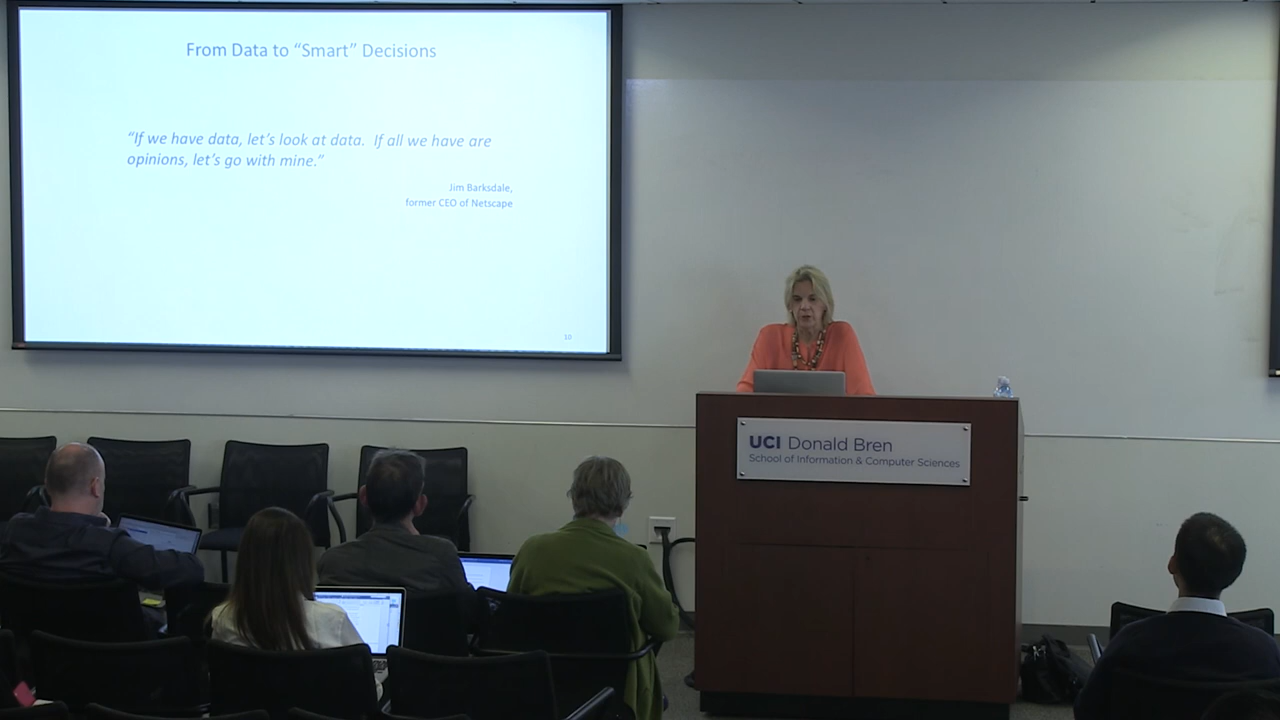 From Data to “Smart” Decisions
“If we have data, let’s look at data.  If all we have are
opinions, let’s go with mine.”
Jim Barksdale,
former CEO of Netscape
10
UCI Donald Bren
School of Information & Computer Sciences